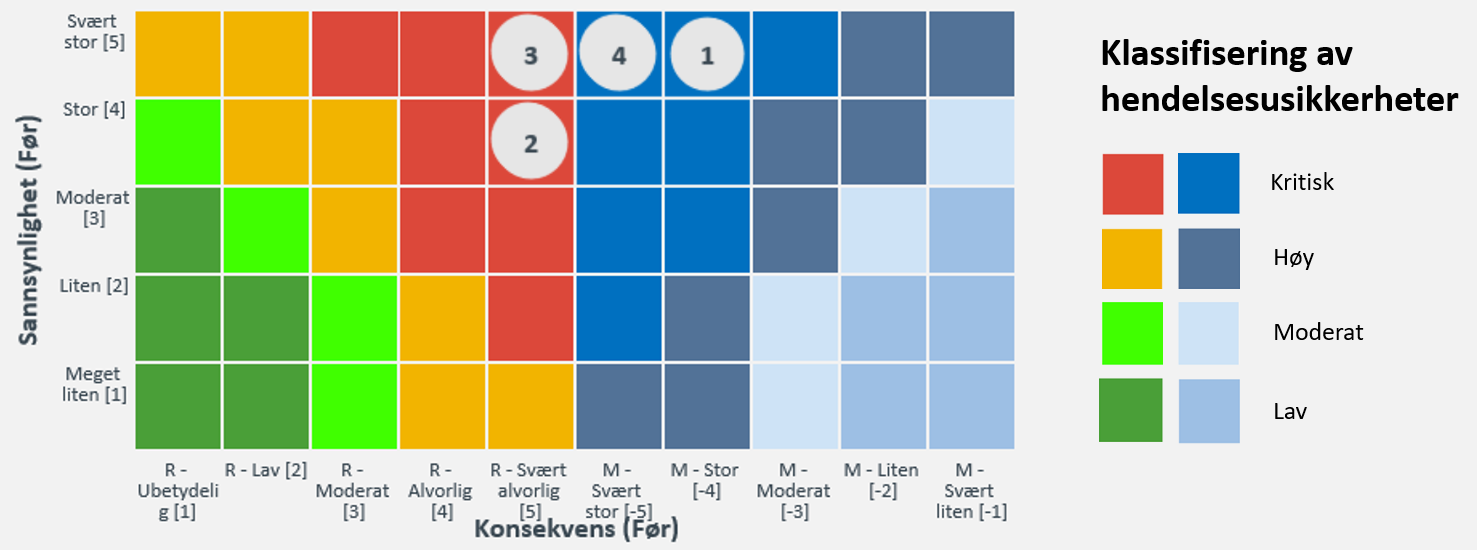 Svært
stor [5]
3
4
1
Stor [4]
2
Moderat
[3]
Liten [2]
Meget
liten [1]
Sannsynlighet (Før)
R -
Ubetydeli
g [1]
R - Lav [2]
R -
Moderat
[3]
R -
Alvorlig
[4]
R - Svært
alvorlig
[5]
M -
Svært
stor [-5]
M - Stor
[-4]
M -
Moderat
[-3]
M - Liten
[-2]
M -
Svært
liten [-1]
Konsekvens (Før)
Klassifisering av
hendelsesusikkerheter
Kritisk
Høy
Moderat
Lav